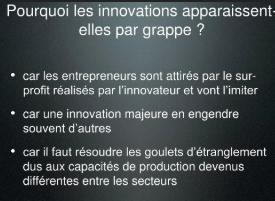 Pourquoi les innovations apparaissent-
elles par grappe ?
• car les entrepreneurs sont attirés par le sur-
profit réalisés par l'innovateur et vont l'imiter
• car une innovation majeure en engendre
souvent d'autres
• car il faut résoudre les goulets d'étranglement
dus aux capacités de production devenus
différentes entre les secteurs